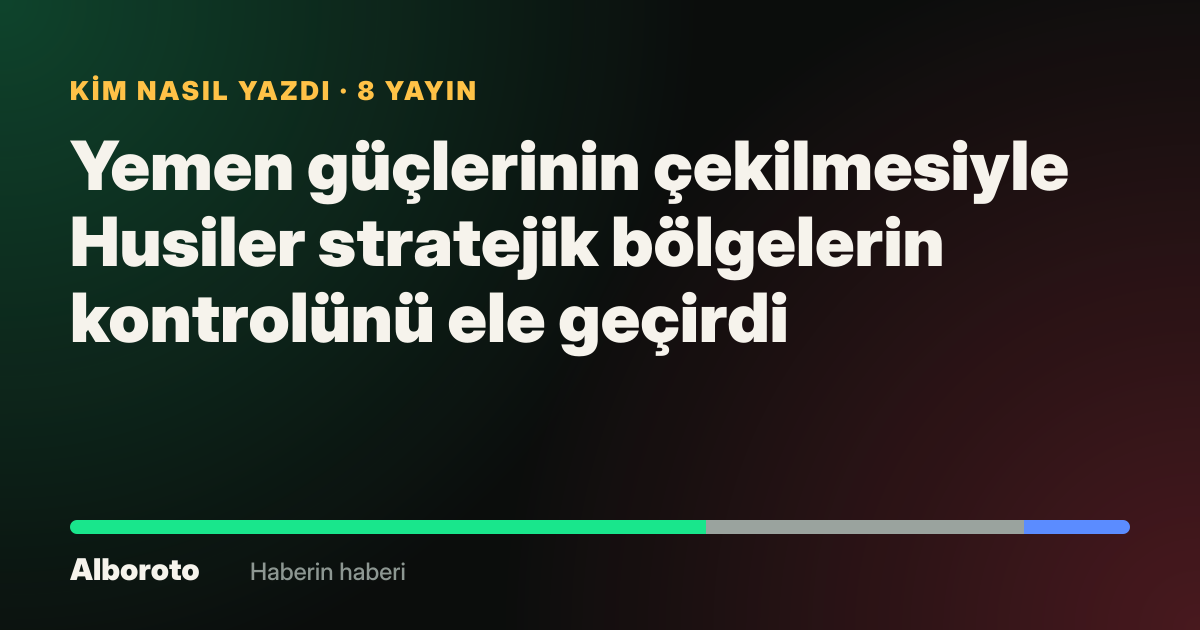 KİM NASIL YAZDI · 8 YAYIN
Yemen güçlerinin çekilmesiyle
Husiler stratejik bölgelerin
kontrolünü ele geçirdi
Alboroto
Haberin haberi